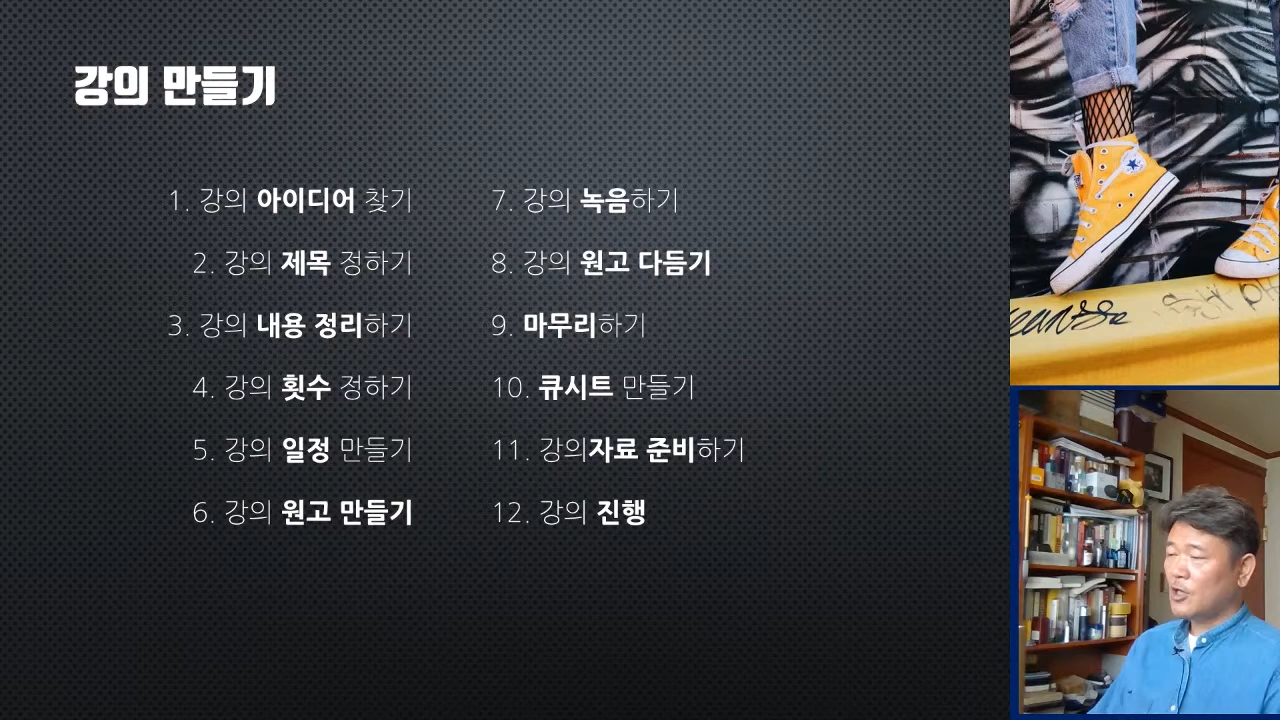 강의 만들기
1. 강의 아이디어 찾기
2. 강의 제목 정하기
3. 강의 내용 정리하기
4. 강의 횟수 정하기
5. 강의 일정 만들기
6. 강의 원고 만들기
7. 강의 녹음하기
8. 강의 원고 다듬기
9. 마무리하기
10. 큐시트 만들기
11. 강의자료 준비하기
12. 강의 진행